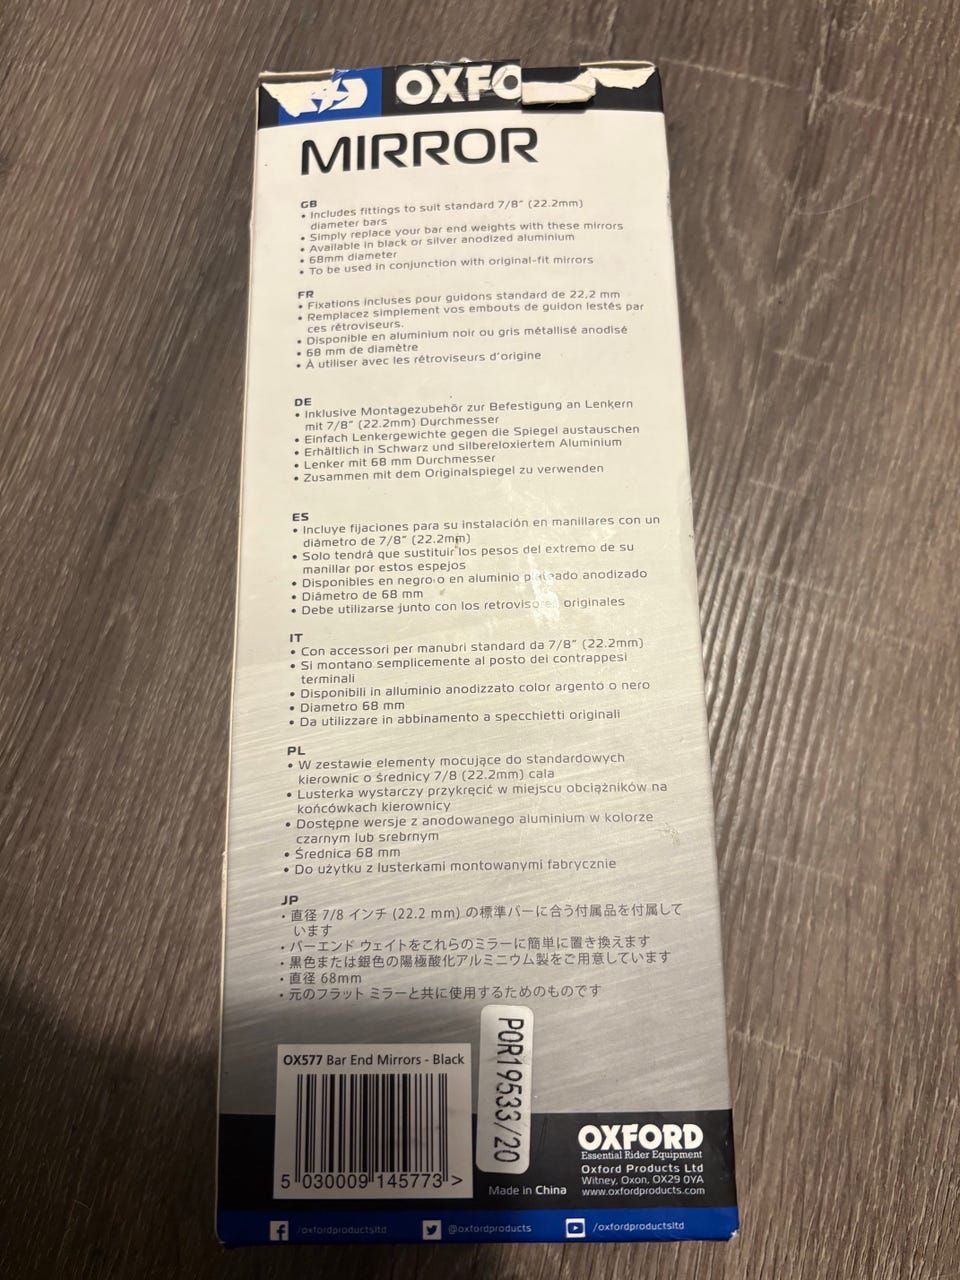 OXFO
MIRROR
GB
• Includes fittings to suit standard 7/8" (22.2mm)
diameter bars
• Simply replace your bar end weights with these mirrors
• Available in black or silver anodized aluminium
• 68mm diameter
• To be used in conjunction with original-fit mirrors
FR
• Fixations incluses pour guidons standard de 22,2 mm
• Remplacez simplement vos embouts de guidon lestés par
ces rétroviseurs.
• Disponible en aluminium noir ou gris métallisé anodisé
• 68 mm de diamètre
• À utiliser avec les rétroviseurs d'origine
DE
• Inklusive Montagezubehör zur Befestigung an Lenkern
mit 7/8" (22.2mm) Durchmesser
• Einfach Lenkergewichte gegen die Spiegel austauschen
• Erhältlich in Schwarz und silbereloxiertem Aluminium
• Lenker mit 68 mm Durchmesser
• Zusammen mit dem Originalspiegel zu verwenden
ES
• Incluye fijaciones para su instalación en manillares con un
diámetro de 7/8" (22.2mm)
• Solo tendrá que sustituir los pesos del extremo de su
manillar por estos espejos
• Disponibles en negro o en aluminio plateado anodizado
• Diámetro de 68 mm
• Debe utilizarse junto con los retrovisores originales
IT
• Con accessori per manubri standard da 7/8" (22.2mm)
• Si montano semplicemente al posto dei contrappesi
terminali
• Disponibili in alluminio anodizzato color argento o nero
• Diametro 68 mm
• Da utilizzare in abbinamento a specchietti originali
PL
• W zestawie elementy mocujące do standardowych
kierownic o średnicy 7/8 (22.2mm) cala
• Lusterka wystarczy przykręcić w miejscu obciążników na
końcówkach kierownicy
• Dostępne wersje z anodowanego aluminium w kolorze
czarnym lub srebrnym
• Średnica 68 mm
• Do użytku z lusterkami montowanymi fabrycznie
JP
・直径 7/8 インチ (22.2 mm) の標準バーに合う付属品を付属して
います
・バーエンド ウェイトをこれらのミラーに簡単に置き換えます
・黒色または銀色の陽極酸化アルミニウム製をご用意しています
・直径 68mm
・元のフラット ミラーと共に使用するためのものです
OX577 Bar End Mirrors - Black
5 030009 145773 >
POR19533/20
Made in China
OXFORD
Essential Rider Equipment
Oxford Products Ltd
Witney, Oxon, OX29 0YA
www.oxfordproducts.com
/oxfordproductsltd
@oxfordproducts
/oxfordproductsltd